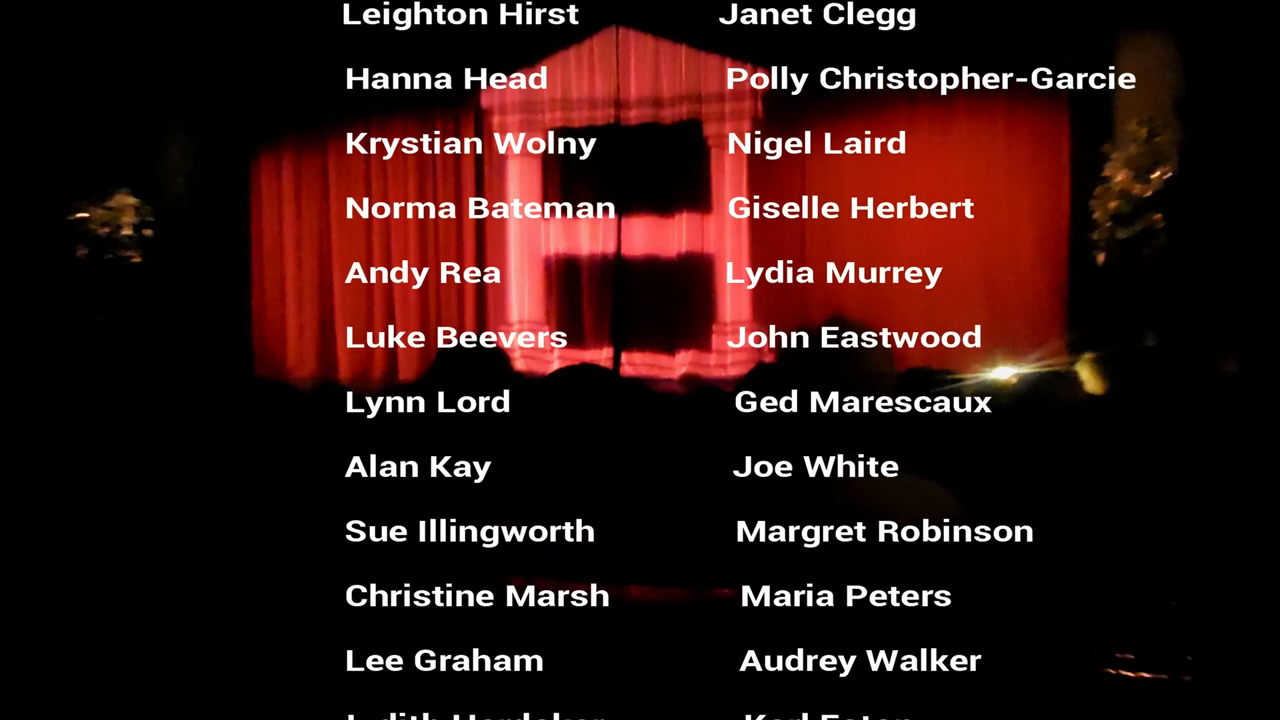 Leighton Hirst Janet Clegg
Hanna Head Polly Christopher-Garcie
Krystian Wolny Nigel Laird
Norma Bateman Giselle Herbert
Andy Rea Lydia Murrey
Luke Beevers John Eastwood
Lynn Lord Ged Marescaux
Alan Kay Joe White
Sue Illingworth Margret Robinson
Christine Marsh Maria Peters
Lee Graham Audrey Walker